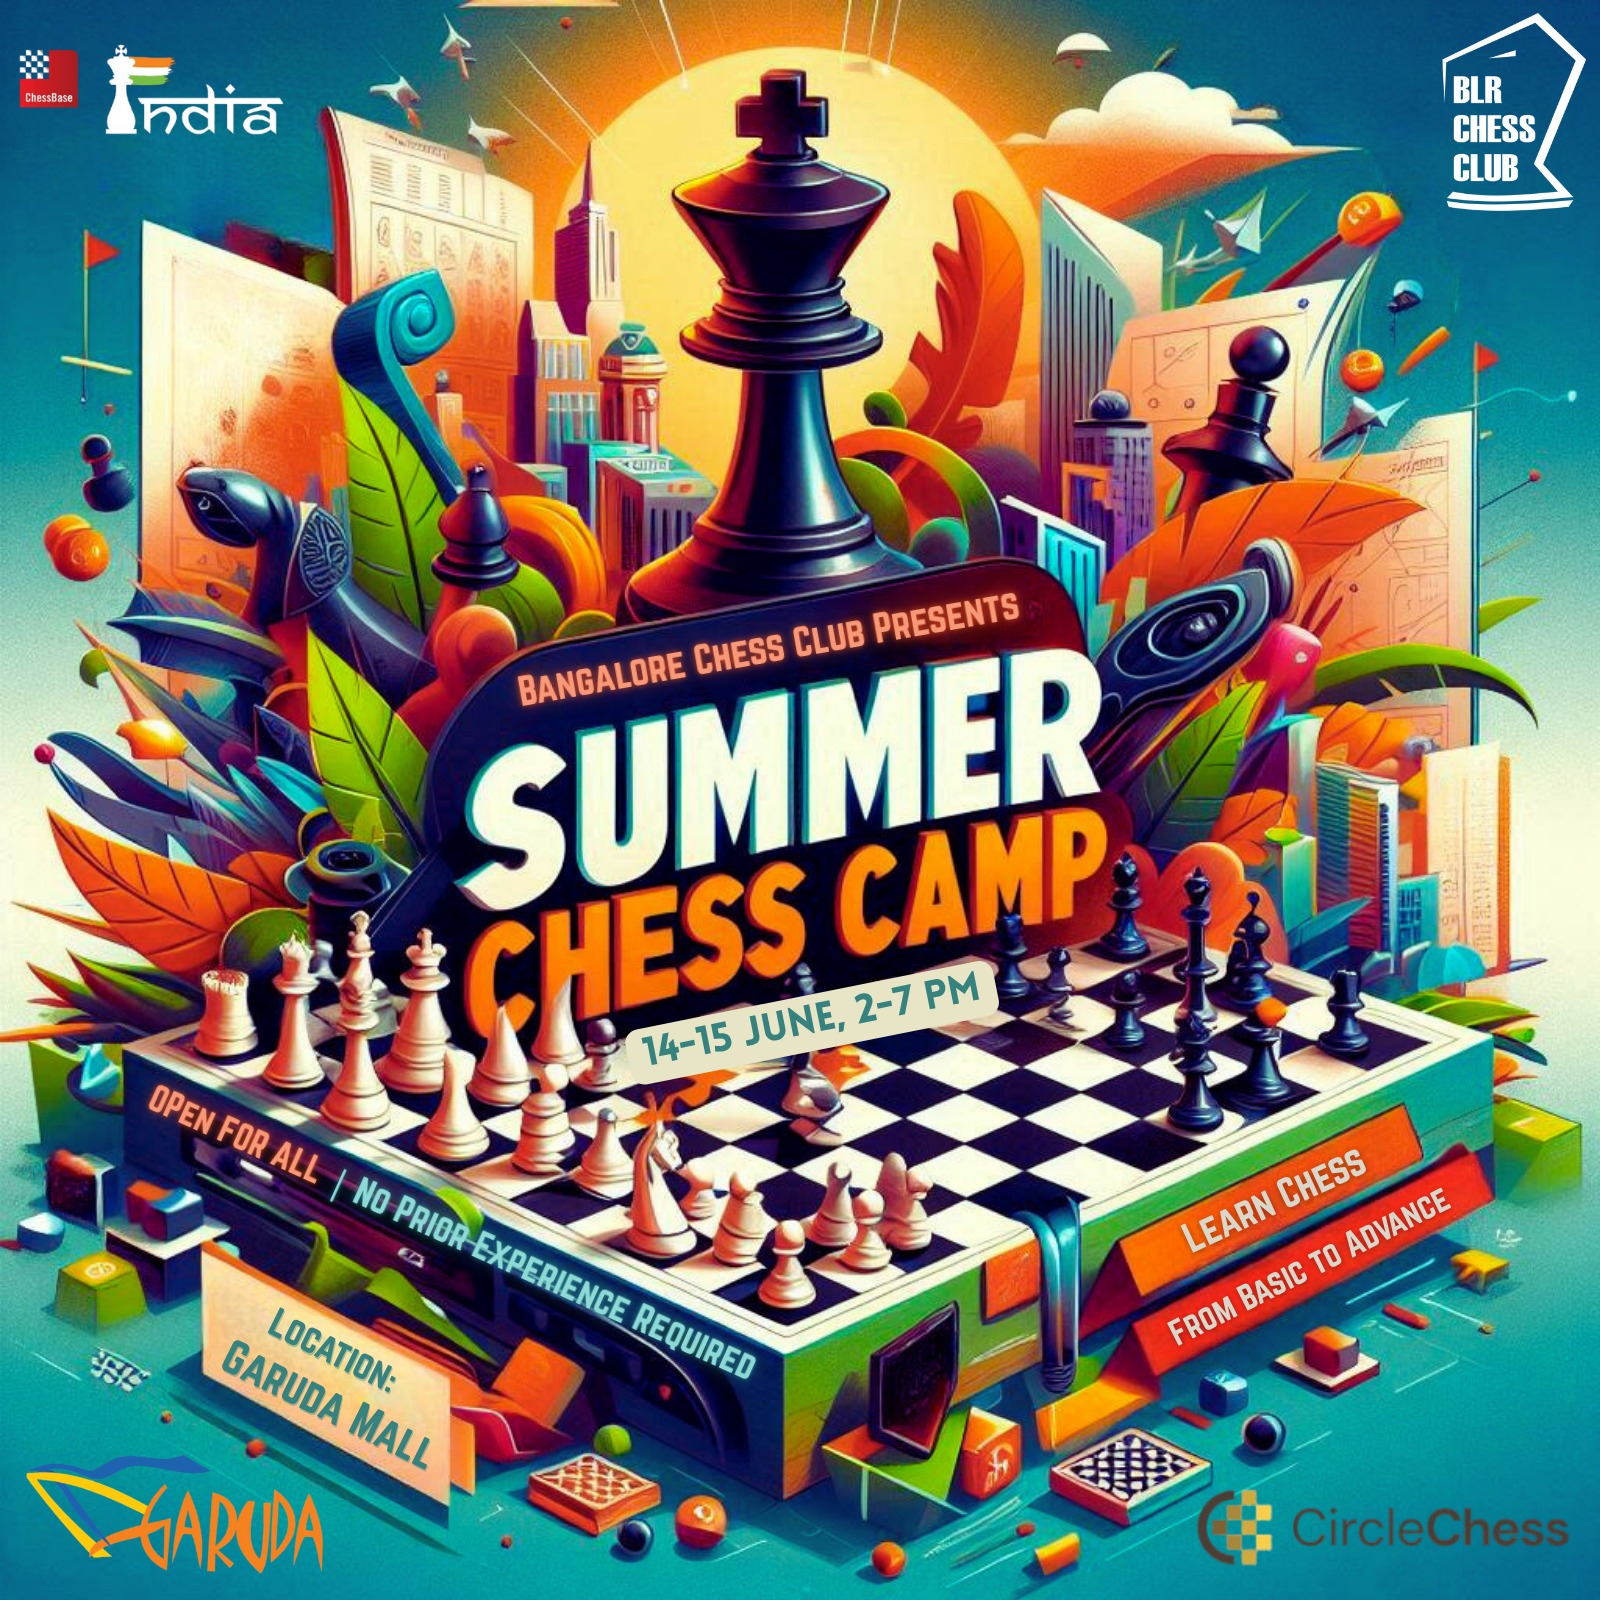 ChessBase
India
BLR
CHESS
CLUB
BANGALORE CHESS CLUB PRESENTS
SUMMER
CHESS CAMP
14-15 JUNE, 2-7 PM
OPEN FOR ALL | NO PRIOR EXPERIENCE REQUIRED
LEARN CHESS
FROM BASIC TO ADVANCE
LOCATION:
GARUDA MALL
GARUDA
CircleChess